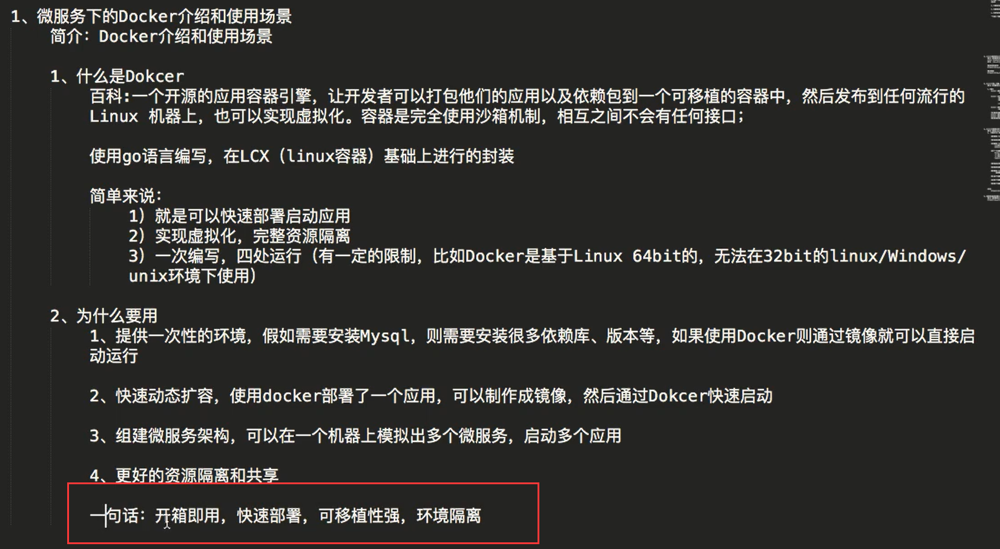 1、微服务下的Docker介绍和使用场景
简介：Docker介绍和使用场景
1、什么是Dokcer
百科:一个开源的应用容器引擎，让开发者可以打包他们的应用以及依赖包到一个可移植的容器中，然后发布到任何流行的
Linux 机器上，也可以实现虚拟化。容器是完全使用沙箱机制，相互之间不会有任何接口；
使用go语言编写，在LCX（linux容器）基础上进行的封装
简单来说：
1）就是可以快速部署启动应用
2）实现虚拟化，完整资源隔离
3）一次编写，四处运行（有一定的限制，比如Docker是基于Linux 64bit的，无法在32bit的linux/Windows/
unix环境下使用）
2、为什么要用
1、提供一次性的环境，假如需要安装Mysql，则需要安装很多依赖库、版本等，如果使用Docker则通过镜像就可以直接启
动运行
2、快速动态扩容，使用docker部署了一个应用，可以制作成镜像，然后通过Dokcer快速启动
3、组建微服务架构，可以在一个机器上模拟出多个微服务，启动多个应用
4、更好的资源隔离和共享
一句话：开箱即用，快速部署，可移植性强，环境隔离